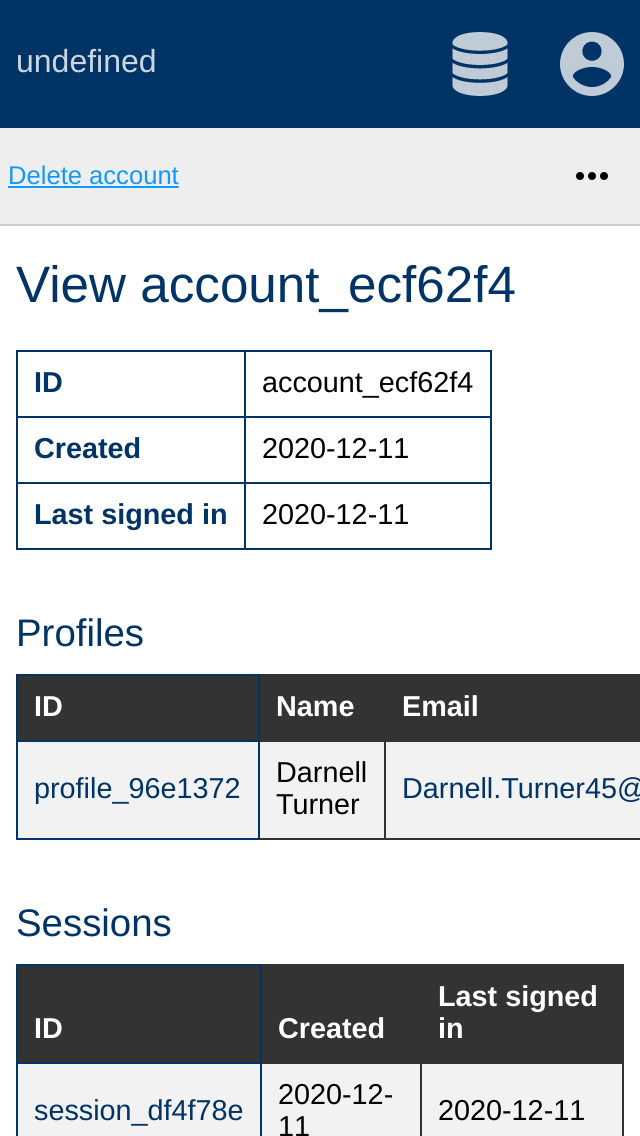 undefined
Delete account
View account_ecf62f4
ID account_ecf62f4
Created 2020-12-11
Last signed in 2020-12-11
Profiles
ID Name Email
profile_96e1372 Darnell Turner Darnell.Turner45@
Sessions
ID Created Last signed in
session_df4f78e 2020-12-11 2020-12-11